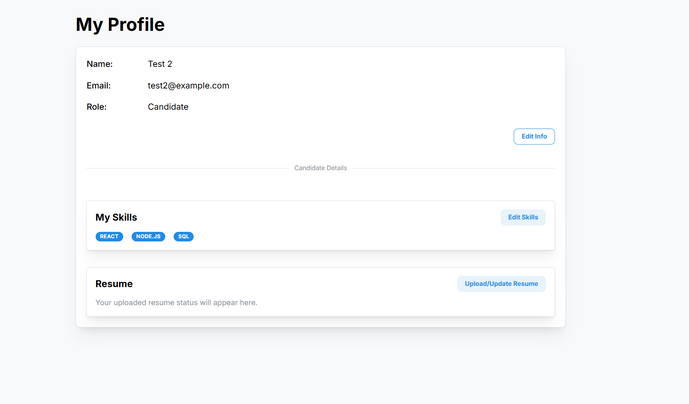 My Profile
Name: Test 2
Email: test2@example.com
Role: Candidate
Edit Info
Candidate Details
My Skills
Edit Skills
REACT NODE.JS SQL
Resume
Upload/Update Resume
Your uploaded resume status will appear here.